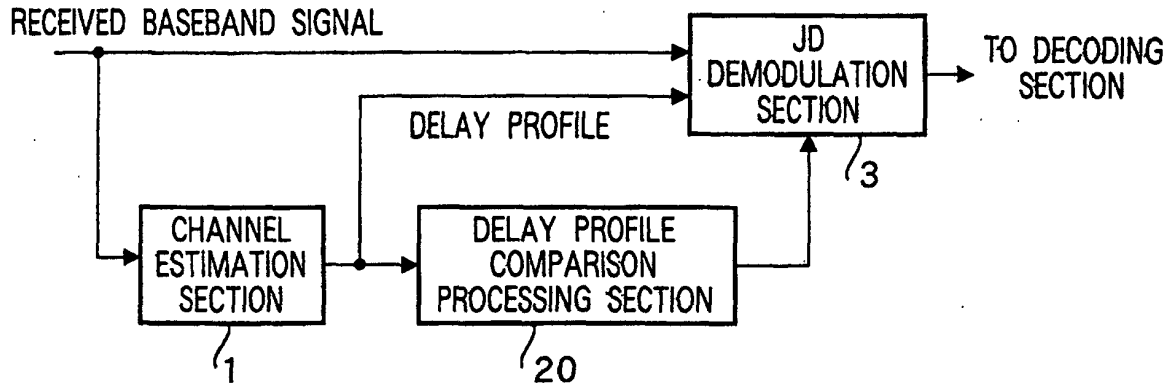 RECEIVED BASEBAND SIGNAL
JD
DEMODULATION
SECTION
TO DECODING
SECTION
DELAY PROFILE
3
CHANNEL
ESTIMATION
SECTION
DELAY PROFILE
COMPARISON
PROCESSING SECTION
1
20